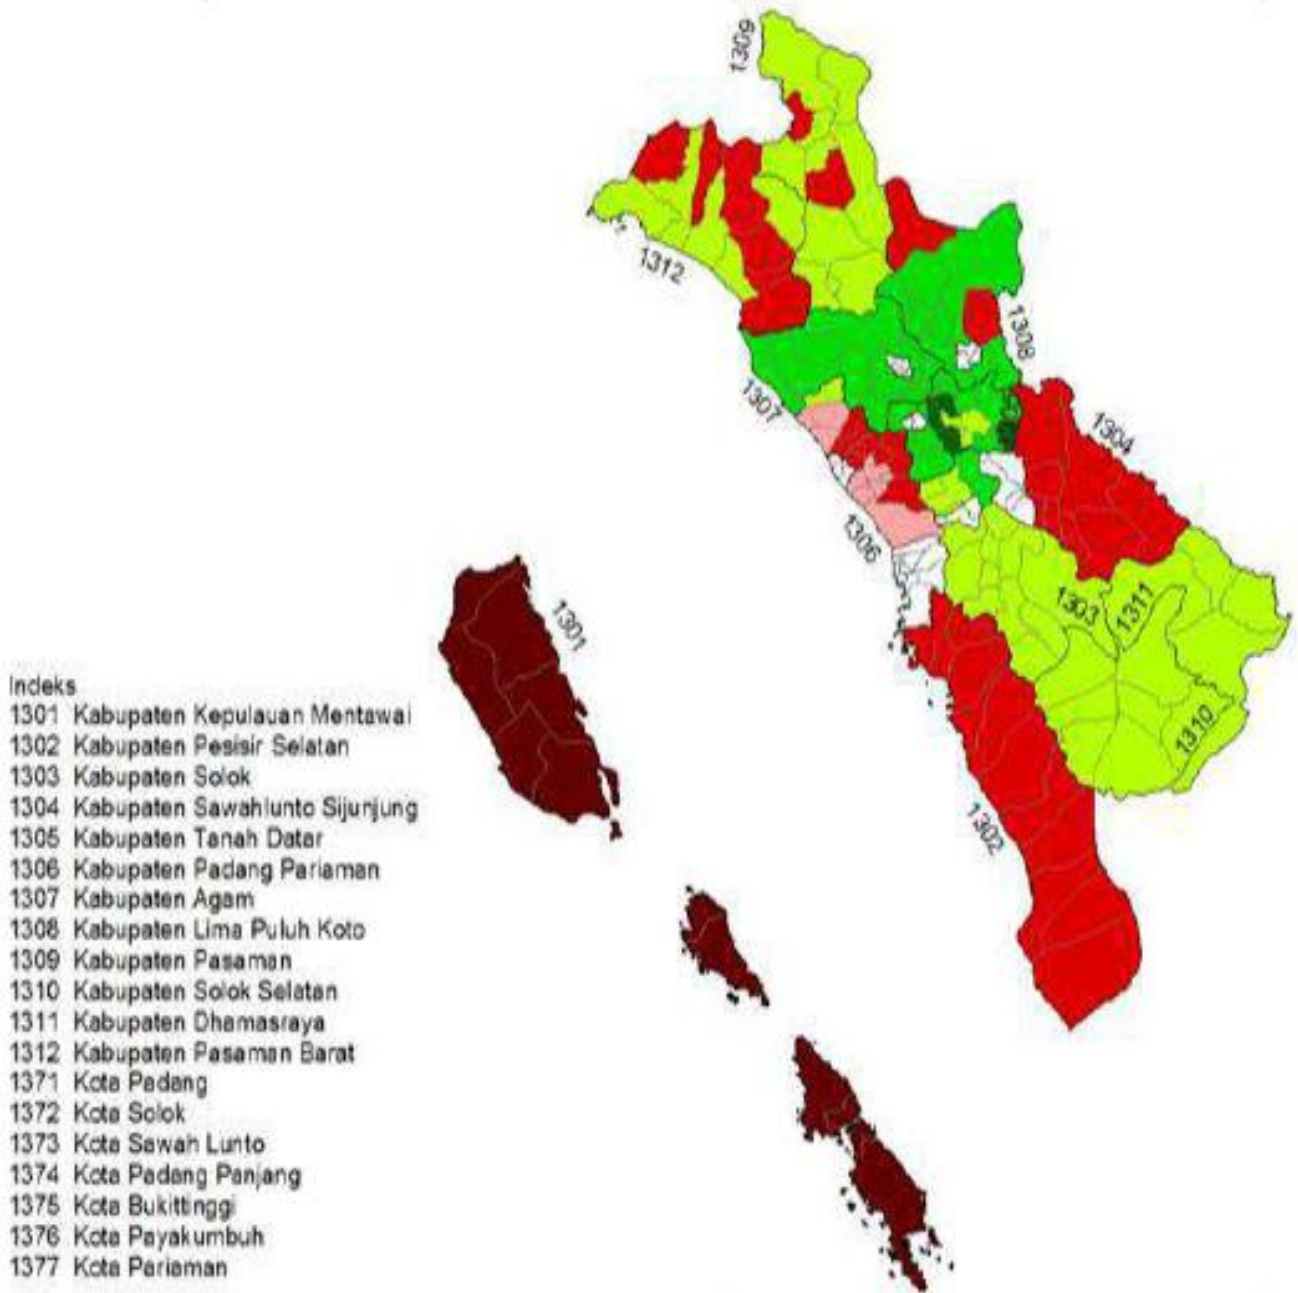 1309
1312
1308
1307
1304
1306
1301
1303
1311
1310
1302
Indeks
1301 Kabupaten Kepulauan Mentawai
1302 Kabupaten Pesisir Selatan
1303 Kabupaten Solok
1304 Kabupaten Sawahlunto Sijunjung
1305 Kabupaten Tanah Datar
1306 Kabupaten Padang Pariaman
1307 Kabupaten Agam
1308 Kabupaten Lima Puluh Koto
1309 Kabupaten Pasaman
1310 Kabupaten Solok Selatan
1311 Kabupaten Dhamasraya
1312 Kabupaten Pasaman Barat
1371 Kota Padang
1372 Kota Solok
1373 Kota Sawah Lunto
1374 Kota Padang Panjang
1375 Kota Bukittinggi
1376 Kota Payakumbuh
1377 Kota Pariaman